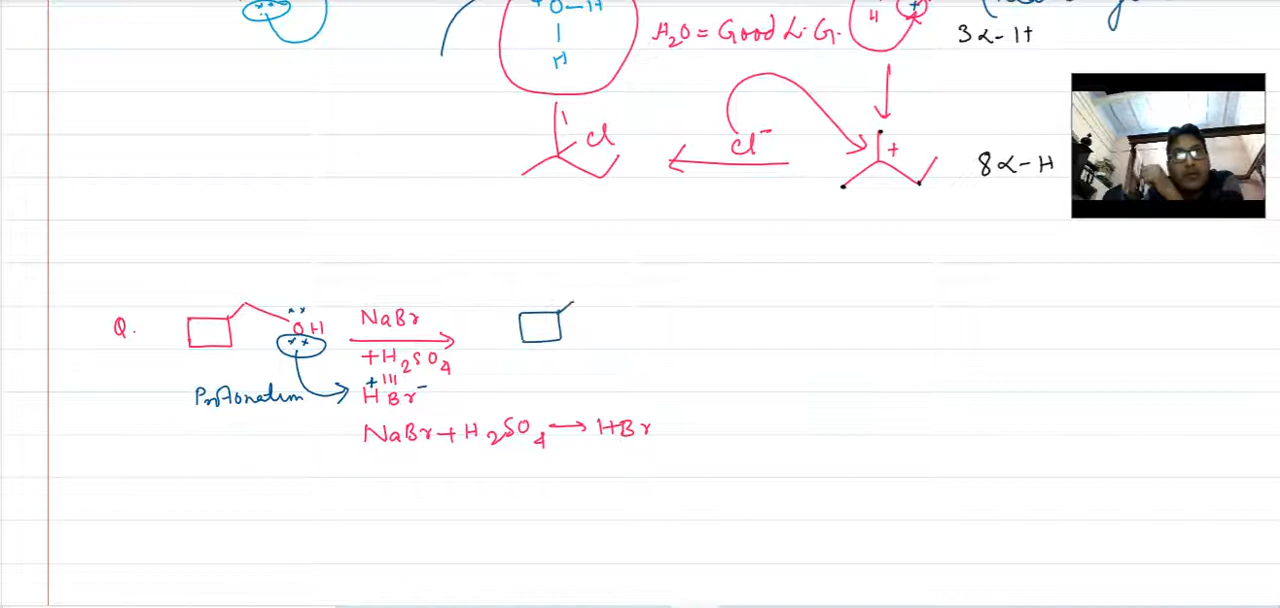 O-H
|
H
H₂O = Good L.G.
3α-H
Cl
Cl⁻
+
8α-H
Q.
OH
NaBr
+H₂SO₄
Protonation
H⁺Br⁻
NaBr + H₂SO₄ → HBr